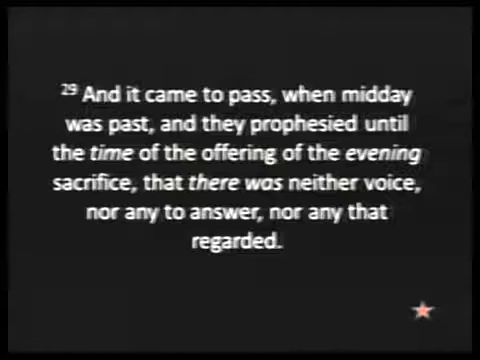 29 And it came to pass, when midday
was past, and they prophesied until
the time of the offering of the evening
sacrifice, that there was neither voice,
nor any to answer, nor any that
regarded.